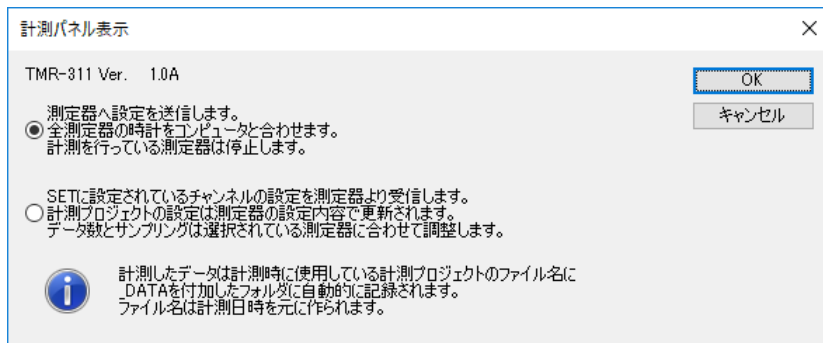 計測パネル表示
TMR-311 Ver. 1.0A
OK
キャンセル
測定器へ設定を送信します。
全測定器の時計をコンピュータと合わせます。
計測を行っている測定器は停止します。
SETに設定されているチャンネルの設定を測定器より受信します。
計測プロジェクトの設定は測定器の設定内容で更新されます。
データ数とサンプリングは選択されている測定器に合わせて調整します。
計測したデータは計測時に使用している計測プロジェクトのファイル名に
_DATAを付加したフォルダに自動的に記録されます。
ファイル名は計測日時を元に作られます。